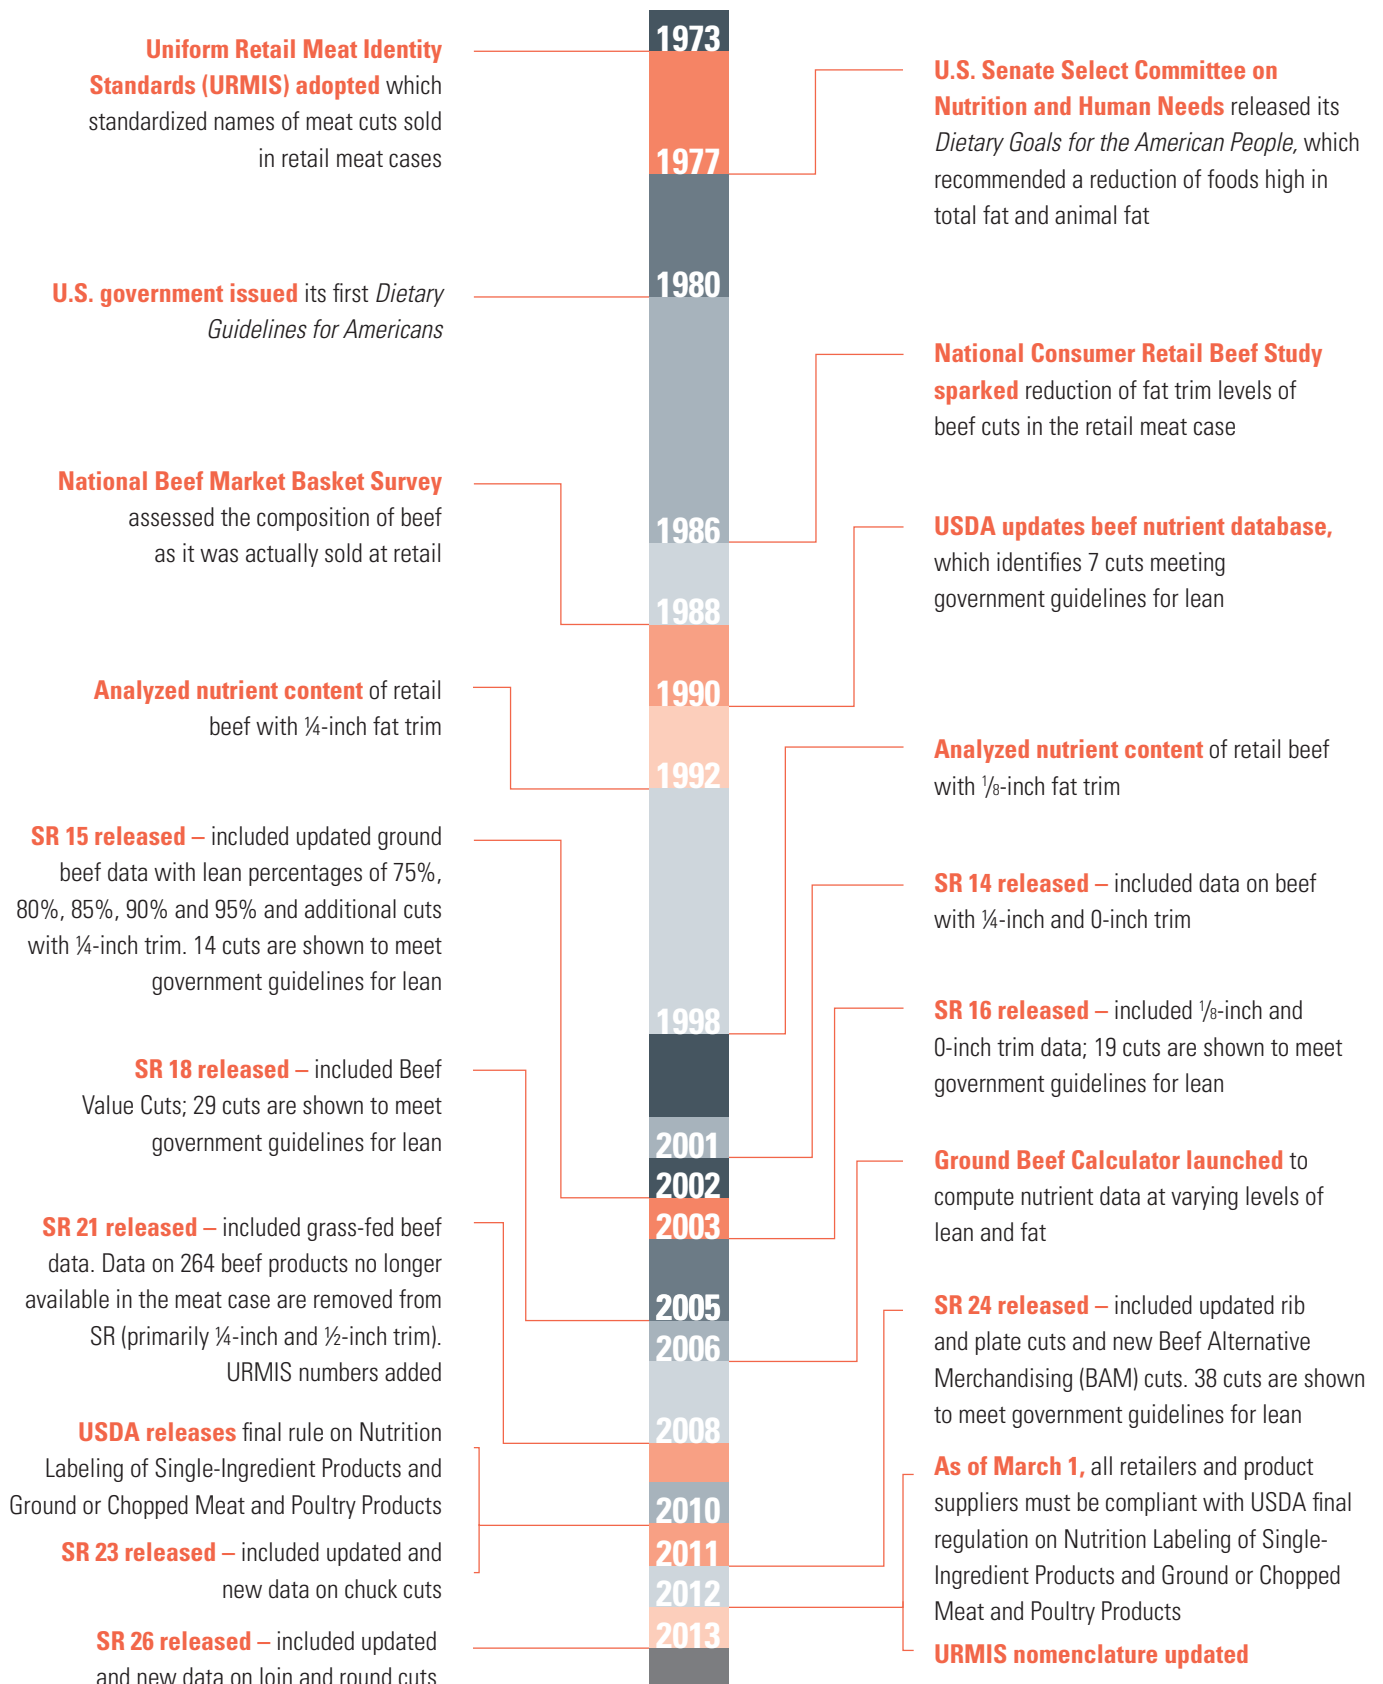 1973
Uniform Retail Meat Identity
Standards (URMIS) adopted which
standardized names of meat cuts sold
in retail meat cases
U.S. Senate Select Committee on
Nutrition and Human Needs released its
Dietary Goals for the American People, which
recommended a reduction of foods high in
total fat and animal fat
1977
1980
U.S. government issued its first Dietary
Guidelines for Americans
National Consumer Retail Beef Study
sparked reduction of fat trim levels of
beef cuts in the retail meat case
National Beef Market Basket Survey
assessed the composition of beef
as it was actually sold at retail
1986
USDA updates beef nutrient database,
which identifies 7 cuts meeting
government guidelines for lean
1988
1990
Analyzed nutrient content of retail
beef with ¼-inch fat trim
Analyzed nutrient content of retail beef
with ⅛-inch fat trim
1992
SR 15 released – included updated ground
beef data with lean percentages of 75%,
80%, 85%, 90% and 95% and additional cuts
with ¼-inch trim. 14 cuts are shown to meet
government guidelines for lean
SR 14 released – included data on beef
with ¼-inch and 0-inch trim
1998
SR 16 released – included ⅛-inch and
0-inch trim data; 19 cuts are shown to meet
government guidelines for lean
SR 18 released – included Beef
Value Cuts; 29 cuts are shown to meet
government guidelines for lean
2001
2002
2003
Ground Beef Calculator launched to
compute nutrient data at varying levels of
lean and fat
SR 21 released – included grass-fed beef
data. Data on 264 beef products no longer
available in the meat case are removed from
SR (primarily ¼-inch and ½-inch trim).
URMIS numbers added
2005
2006
SR 24 released – included updated rib
and plate cuts and new Beef Alternative
Merchandising (BAM) cuts. 38 cuts are shown
to meet government guidelines for lean
2008
USDA releases final rule on Nutrition
Labeling of Single-Ingredient Products and
Ground or Chopped Meat and Poultry Products
As of March 1, all retailers and product
suppliers must be compliant with USDA final
regulation on Nutrition Labeling of Single-
Ingredient Products and Ground or Chopped
Meat and Poultry Products
2010
2011
SR 23 released – included updated and
new data on chuck cuts
2012
2013
SR 26 released – included updated
and new data on loin and round cuts
URMIS nomenclature updated